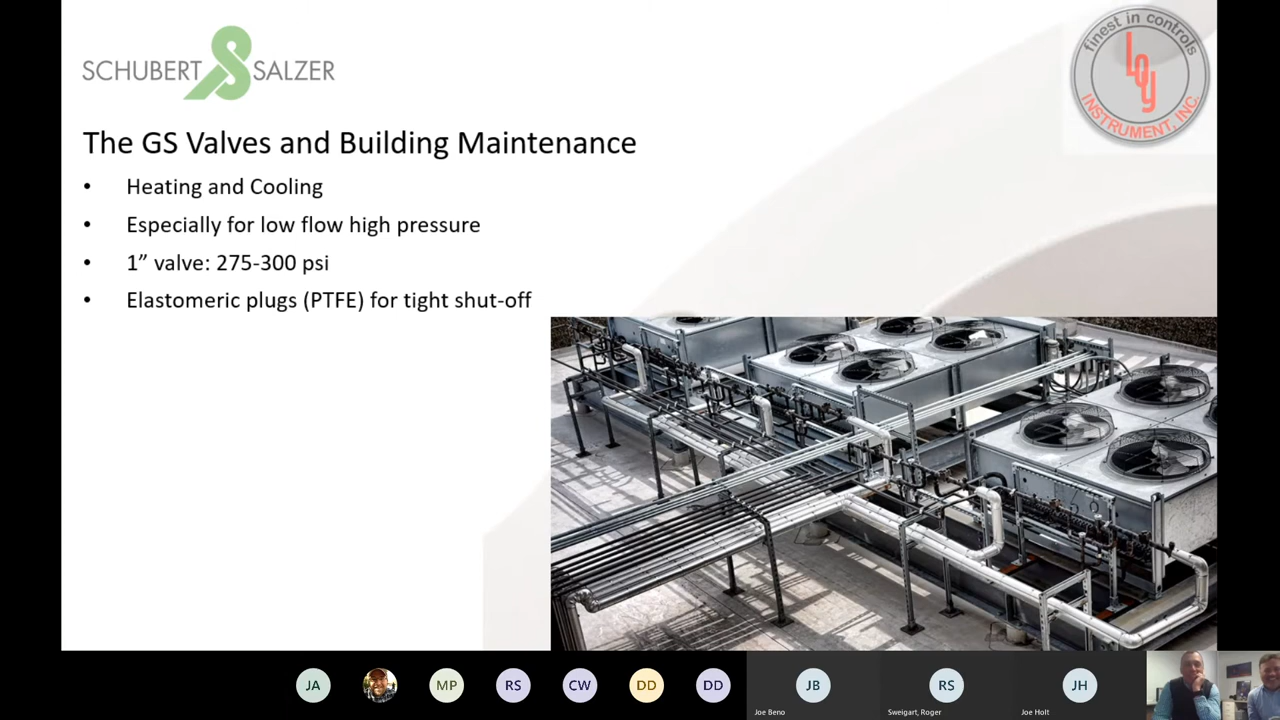 SCHUBERT SALZER
finest in controls
Loy
INSTRUMENT, INC.
The GS Valves and Building Maintenance
• Heating and Cooling
• Especially for low flow high pressure
• 1” valve: 275-300 psi
• Elastomeric plugs (PTFE) for tight shut-off
JA
MP
RS
CW
DD
DD
JB
RS
JH
Joe Beno
Sweigart, Roger
Joe Holt